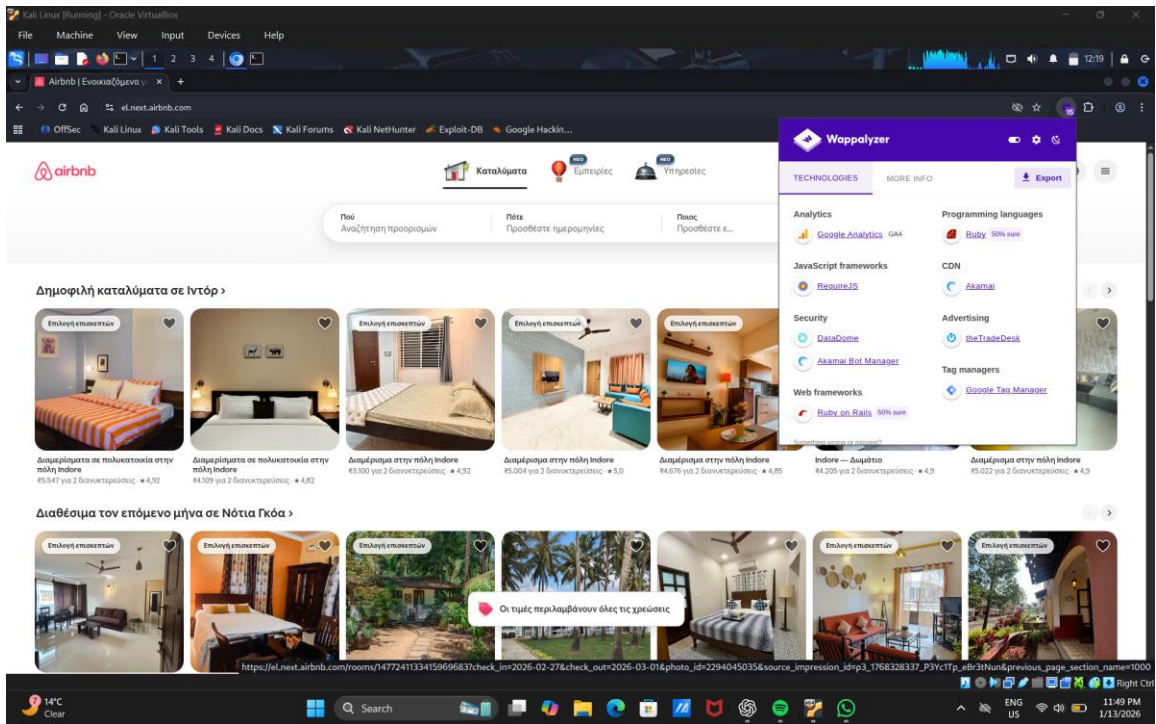 Kali Linux [Running] - Oracle VirtualBox
File Machine View Input Devices Help
1 2 3 4
12:19
Airbnb | Ενοικιαζόμενα
el.next.airbnb.com
15
OffSec Kali Linux Kali Tools Kali Docs Kali Forums Kali NetHunter Exploit-DB Google Hackin...
airbnb
Καταλύματα
ΝΕΟ
Εμπειρίες
ΝΕΟ
Υπηρεσίες
Πού
Αναζήτηση προορισμών
Πότε
Προσθέστε ημερομηνίες
Ποιος
Προσθέστε ε...
Wappalyzer
TECHNOLOGIES
MORE INFO
Export
Analytics
Google Analytics GA4
JavaScript frameworks
RequireJS
Security
DataDome
Akamai Bot Manager
Web frameworks
Ruby on Rails 50% sure
Programming languages
Ruby 50% sure
CDN
Akamai
Advertising
theTradeDesk
Tag managers
Google Tag Manager
Something wrong or missing?
Δημοφιλή καταλύματα σε Ιντόρ >
Επιλογή επισκεπτών
Επιλογή επισκεπτών
Επιλογή επισκεπτών
Επιλογή επισκεπτών
Διαμερίσματα σε πολυκατοικία στην πόλη Indore
₹5.547 για 2 διανυκτερεύσεις · ★ 4,92
Διαμερίσματα σε πολυκατοικία στην πόλη Indore
₹4.109 για 2 διανυκτερεύσεις · ★ 4,82
Διαμέρισμα στην πόλη Indore
₹3.100 για 2 διανυκτερεύσεις · ★ 4,92
Διαμέρισμα στην πόλη Indore
₹5.004 για 2 διανυκτερεύσεις · ★ 5,0
Διαμέρισμα στην πόλη Indore
₹4.676 για 2 διανυκτερεύσεις · ★ 4,85
Indore — Δωμάτιο
₹4.205 για 2 διανυκτερεύσεις · ★ 4,9
Διαμέρισμα στην πόλη Indore
₹5.022 για 2 διανυκτερεύσεις · ★ 4,9
Διαθέσιμα τον επόμενο μήνα σε Νότια Γκόα >
Επιλογή επισκεπτών
Επιλογή επισκεπτών
Επιλογή επισκεπτών
Επιλογή επισκεπτών
Επιλογή επισκεπτών
Επιλογή επισκεπτών
Οι τιμές περιλαμβάνουν όλες τις χρεώσεις
https://el.next.airbnb.com/rooms/1477241133415969683?check_in=2026-02-27&check_out=2026-03-01&photo_id=2294045035&source_impression_id=p3_1768328337_P3Yc1Tp_eBr3tNun&previous_page_section_name=1000
Right Ctrl
7
14°C
Clear
Search
ENG
US
11:49 PM
1/13/2026